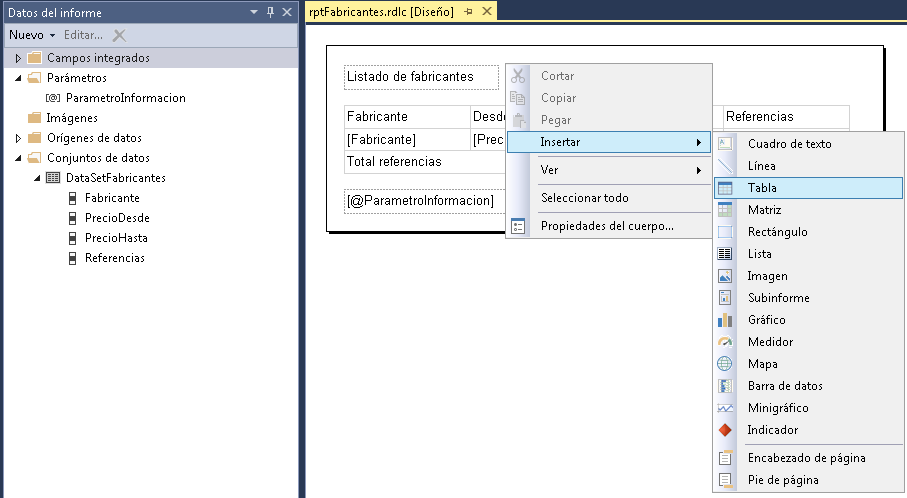 Datos del informe
Nuevo Editar...
Campos integrados
Parámetros
ParametroInformacion
Imágenes
Orígenes de datos
Conjuntos de datos
DataSetFabricantes
Fabricante
PrecioDesde
PrecioHasta
Referencias
rptFabricantes.rdlc [Diseño]
Listado de fabricantes
Fabricante Desd Referencias
[Fabricante] [Prec
Total referencias
[@ParametroInformacion]
Cortar
Copiar
Pegar
Insertar
Ver
Seleccionar todo
Propiedades del cuerpo...
Cuadro de texto
Línea
Tabla
Matriz
Rectángulo
Lista
Imagen
Subinforme
Gráfico
Medidor
Mapa
Barra de datos
Minigráfico
Indicador
Encabezado de página
Pie de página